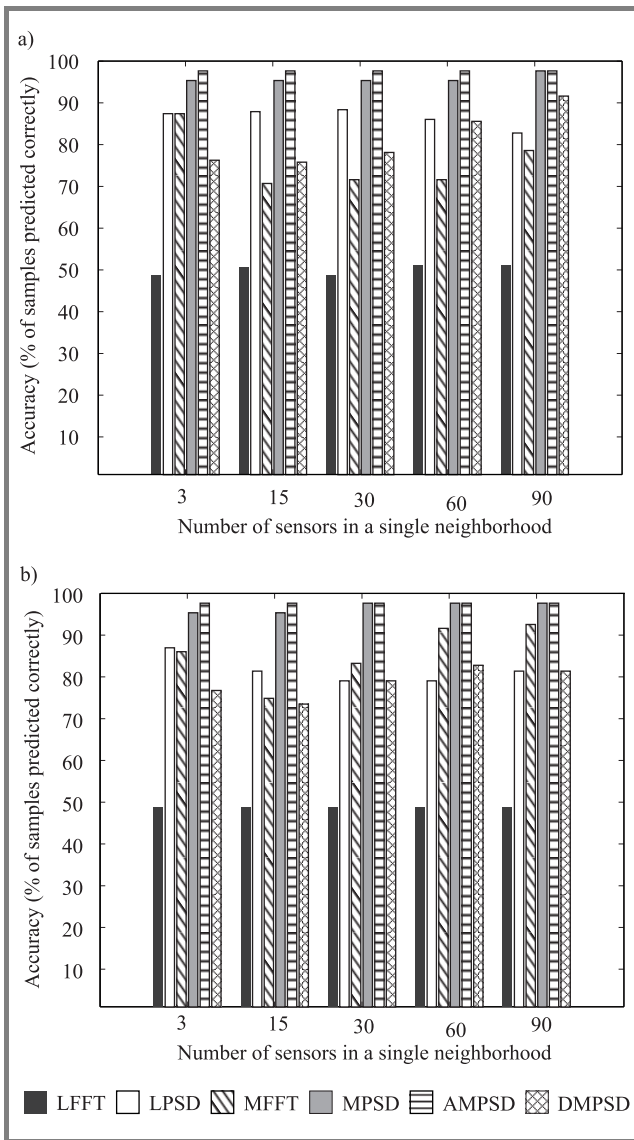 a)
100
90
80
70
60
50
40
30
20
10
Accuracy (% of samples predicted correctly)
3 15 30 60 90
Number of sensors in a single neighborhood
b)
100
90
80
70
60
50
40
30
20
10
Accuracy (% of samples predicted correctly)
3 15 30 60 90
Number of sensors in a single neighborhood
LFFT LPSD MFFT MPSD AMPSD DMPSD